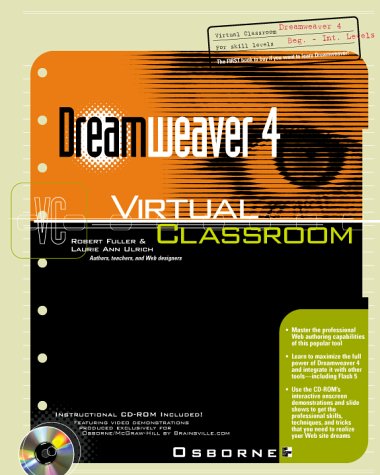 Virtual Classroom Dreamweaver 4
for skill levels Beg. - Int. Levels
The FIRST book to buy if you want to learn Dreamweaver!
Dreamweaver 4
VC
VIRTUAL
CLASSROOM
ROBERT FULLER &
LAURIE ANN ULRICH
Authors, teachers, and Web designers
• Master the professional
Web authoring capabilities
of this popular tool
• Learn to maximize the full
power of Dreamweaver 4
and integrate it with other
tools—including Flash 5
• Use the CD-ROM's
interactive onscreen
demonstrations and slide
shows to get the
professional skills,
techniques, and tricks
that you need to realize
your Web site dreams
INSTRUCTIONAL CD-ROM INCLUDED!
FEATURING VIDEO DEMONSTRATIONS
PRODUCED EXCLUSIVELY FOR
OSBORNE/MCGRAW-HILL BY BRAINSVILLE.COM
OSBORNE